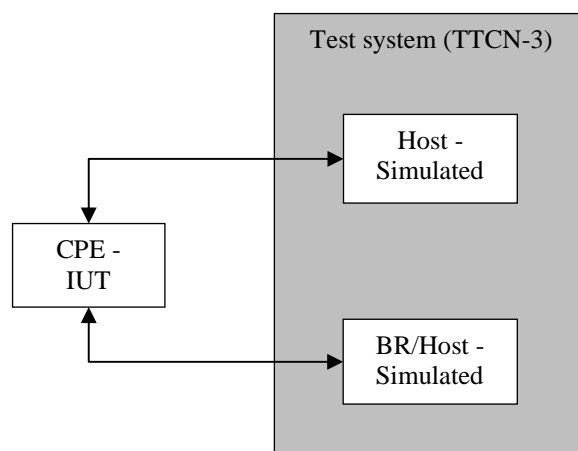 Test system (TTCN-3)
Host -
Simulated
CPE -
IUT
BR/Host -
Simulated